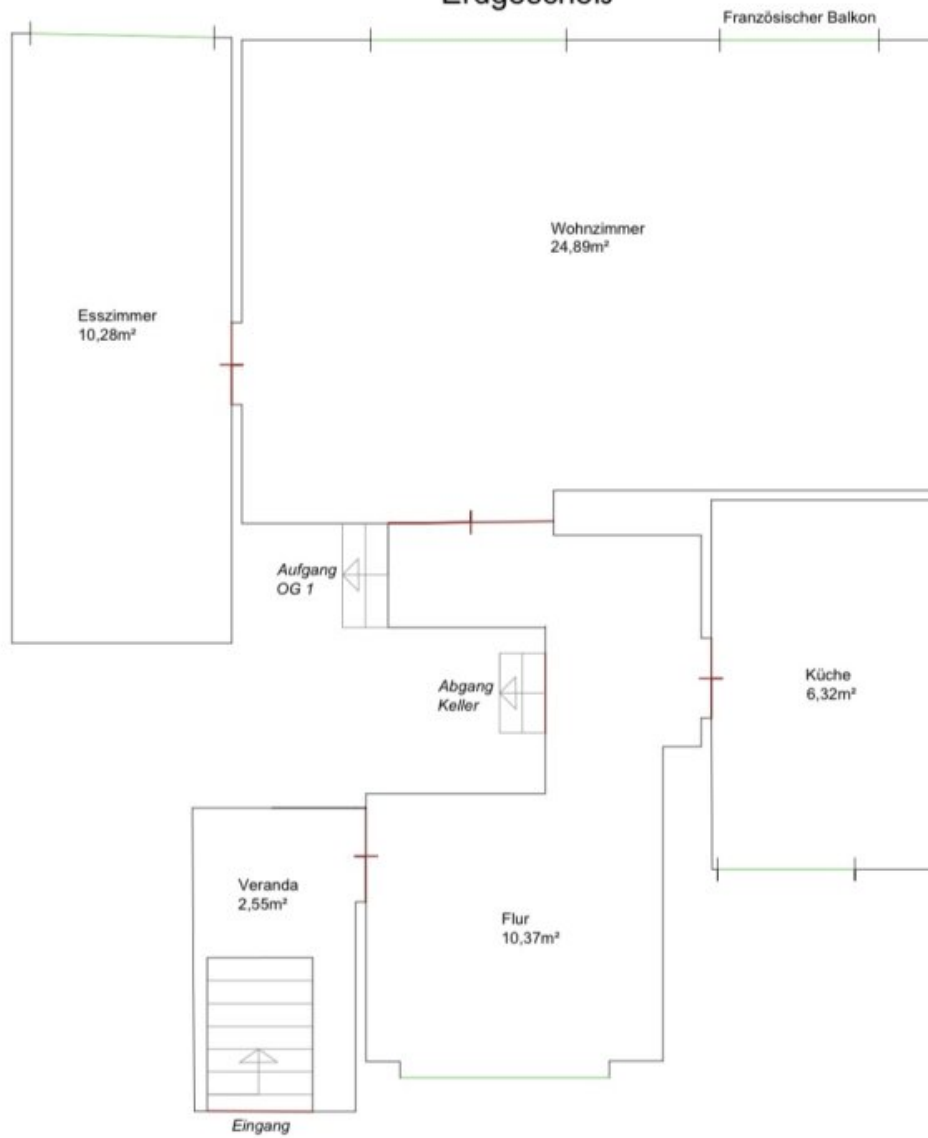 Erdgeschoß
Französischer Balkon
Wohnzimmer
24,89m²
Esszimmer
10,28m²
Aufgang
OG 1
Abgang
Keller
Küche
6,32m²
Veranda
2,55m²
Flur
10,37m²
Eingang